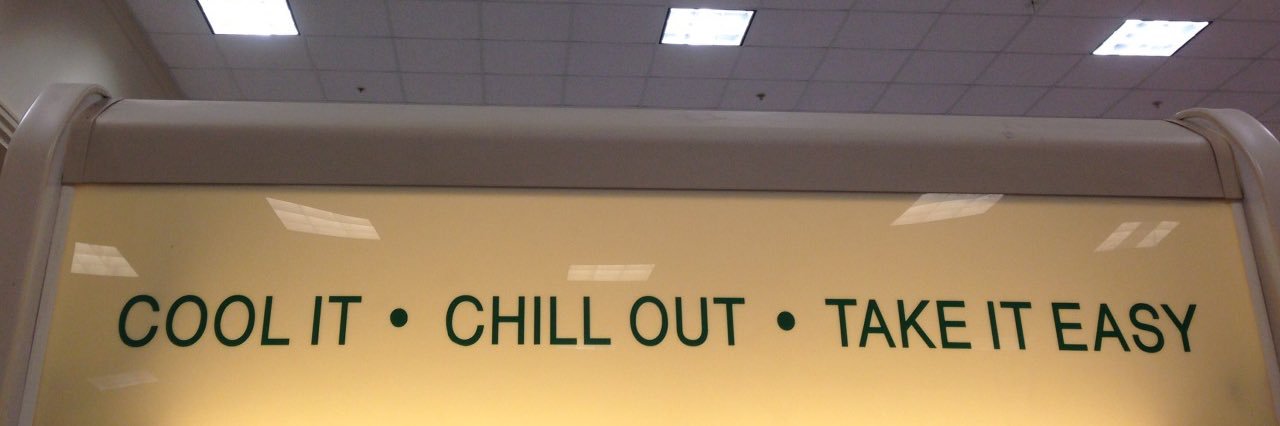 COOL IT • CHILL OUT • TAKE IT EASY